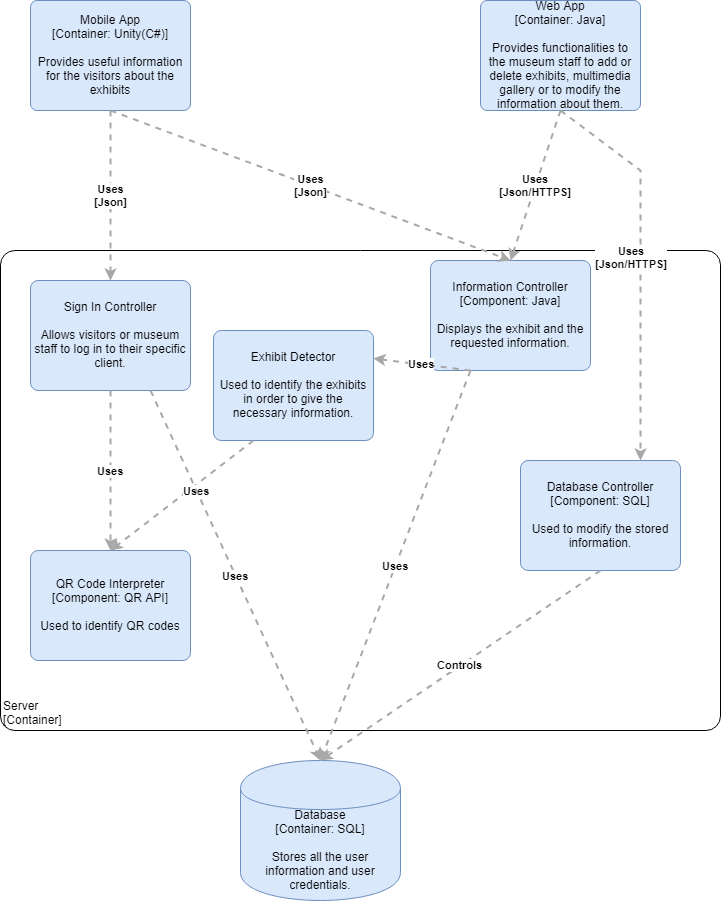 Mobile App
[Container: Unity(C#)]
Provides useful information
for the visitors about the
exhibits
Web App
[Container: Java]
Provides functionalities to
the museum staff to add or
delete exhibits, multimedia
gallery or to modify the
information about them.
Uses
[Json]
Uses
[Json]
Uses
[Json/HTTPS]
Uses
[Json/HTTPS]
Sign In Controller
Allows visitors or museum
staff to log in to their specific
client.
Information Controller
[Component: Java]
Displays the exhibit and the
requested information.
Exhibit Detector
Used to identify the exhibits
in order to give the
necessary information.
Uses
Uses
Uses
Database Controller
[Component: SQL]
Used to modify the stored
information.
QR Code Interpreter
[Component: QR API]
Used to identify QR codes
Uses
Uses
Controls
Server
[Container]
Database
[Container: SQL]
Stores all the user
information and user
credentials.